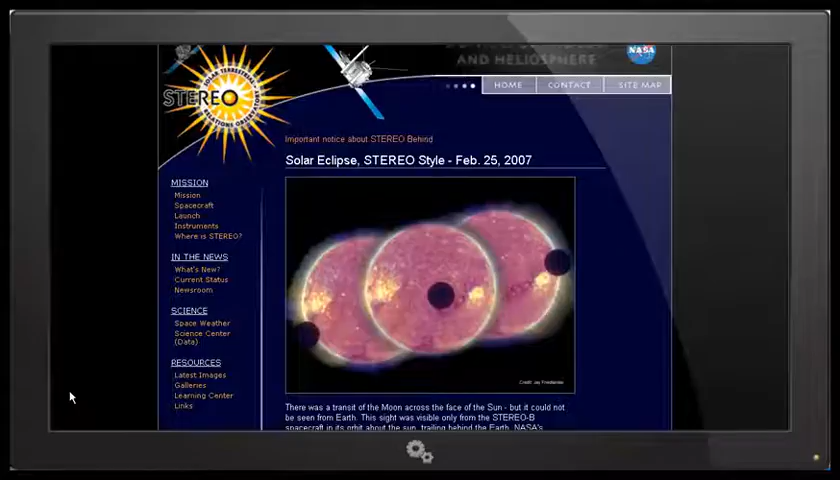 AND HELIOSPHERE
NASA
SOLAR TERRESTRIAL
STEREO
RELATIONS OBSERVATORY
HOME
CONTACT
SITE MAP
Important notice about STEREO Behind
Solar Eclipse, STEREO Style - Feb. 25, 2007
MISSION
Mission
Spacecraft
Launch
Instruments
Where is STEREO?
IN THE NEWS
What's New?
Current Status
Newsroom
SCIENCE
Space Weather
Science Center
(Data)
RESOURCES
Latest Images
Galleries
Learning Center
Links
There was a transit of the Moon across the face of the Sun - but it could not
be seen from Earth. This sight was visible only from the STEREO-B
spacecraft in its orbit about the sun, trailing behind the Earth. NASA's